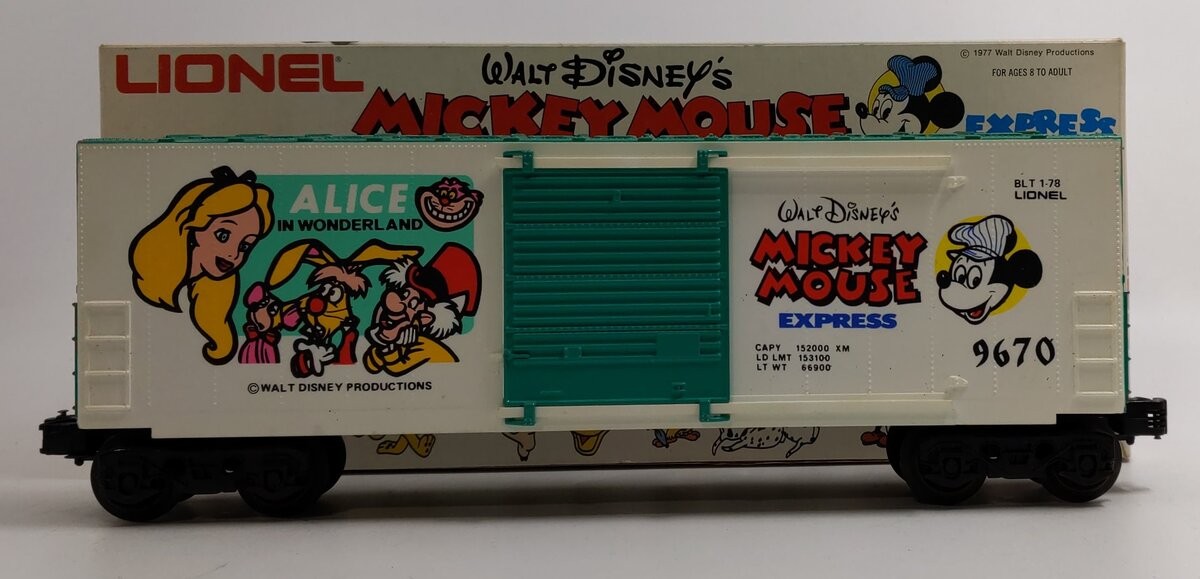 LIONEL
WALT DISNEY'S
MICKEY MOUSE
EXPRESS
© 1977 Walt Disney Productions
FOR AGES 8 TO ADULT
ALICE
IN WONDERLAND
© WALT DISNEY PRODUCTIONS
WALT DISNEY'S
MICKEY
MOUSE
EXPRESS
CAPY 152000 XM
LD LMT 153100
LT WT 66900
BLT 1-78
LIONEL
9670